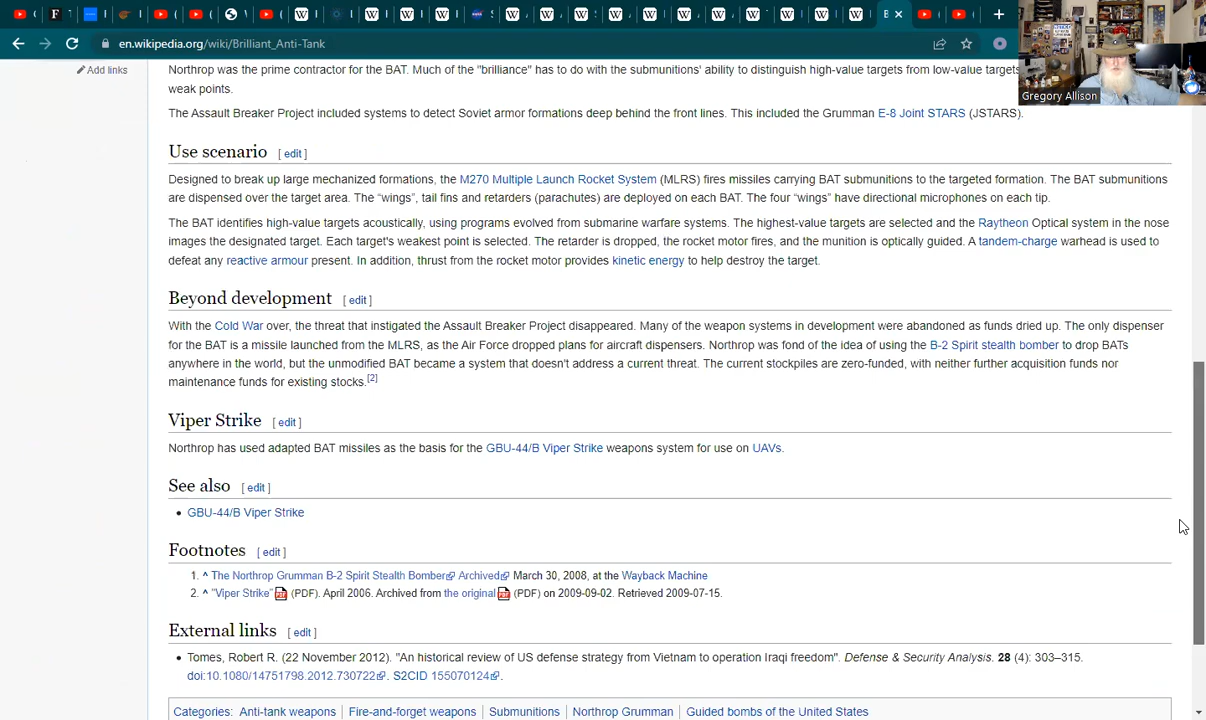 F
en.wikipedia.org/wiki/Brilliant_Anti-Tank
Gregory Allison
Add links
Northrop was the prime contractor for the BAT. Much of the "brilliance" has to do with the submunitions' ability to distinguish high-value targets from low-value targets
weak points.
The Assault Breaker Project included systems to detect Soviet armor formations deep behind the front lines. This included the Grumman E-8 Joint STARS (JSTARS).
Use scenario [ edit ]
Designed to break up large mechanized formations, the M270 Multiple Launch Rocket System (MLRS) fires missiles carrying BAT submunitions to the targeted formation. The BAT submunitions
are dispensed over the target area. The “wings”, tail fins and retarders (parachutes) are deployed on each BAT. The four “wings” have directional microphones on each tip.
The BAT identifies high-value targets acoustically, using programs evolved from submarine warfare systems. The highest-value targets are selected and the Raytheon Optical system in the nose
images the designated target. Each target's weakest point is selected. The retarder is dropped, the rocket motor fires, and the munition is optically guided. A tandem-charge warhead is used to
defeat any reactive armour present. In addition, thrust from the rocket motor provides kinetic energy to help destroy the target.
Beyond development [ edit ]
With the Cold War over, the threat that instigated the Assault Breaker Project disappeared. Many of the weapon systems in development were abandoned as funds dried up. The only dispenser
for the BAT is a missile launched from the MLRS, as the Air Force dropped plans for aircraft dispensers. Northrop was fond of the idea of using the B-2 Spirit stealth bomber to drop BATs
anywhere in the world, but the unmodified BAT became a system that doesn't address a current threat. The current stockpiles are zero-funded, with neither further acquisition funds nor
maintenance funds for existing stocks.[2]
Viper Strike [ edit ]
Northrop has used adapted BAT missiles as the basis for the GBU-44/B Viper Strike weapons system for use on UAVs.
See also [ edit ]
• GBU-44/B Viper Strike
Footnotes [ edit ]
1. ^ The Northrop Grumman B-2 Spirit Stealth Bomber Archived March 30, 2008, at the Wayback Machine
2. ^ "Viper Strike" (PDF). April 2006. Archived from the original (PDF) on 2009-09-02. Retrieved 2009-07-15.
External links [ edit ]
• Tomes, Robert R. (22 November 2012). "An historical review of US defense strategy from Vietnam to operation Iraqi freedom". Defense & Security Analysis. 28 (4): 303–315.
doi:10.1080/14751798.2012.730722. S2CID 155070124.
Categories: Anti-tank weapons | Fire-and-forget weapons | Submunitions | Northrop Grumman | Guided bombs of the United States